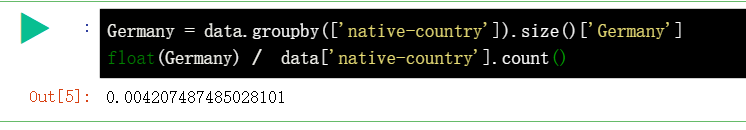 :
Germany = data.groupby(['native-country']).size()['Germany']
float(Germany) /  data['native-country'].count()
Out[5]: 0.004207487485028101